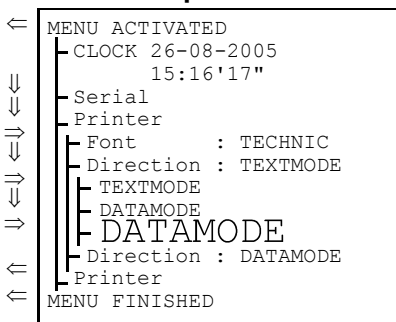 ⇐ MENU ACTIVATED
CLOCK 26-08-2005
15:16'17"
⇓ Serial
⇓ Printer
⇒ Font : TECHNIC
⇓ Direction : TEXTMODE
⇒ TEXTMODE
⇓ DATAMODE
⇒ DATAMODE
Direction : DATAMODE
⇐ Printer
⇐ MENU FINISHED